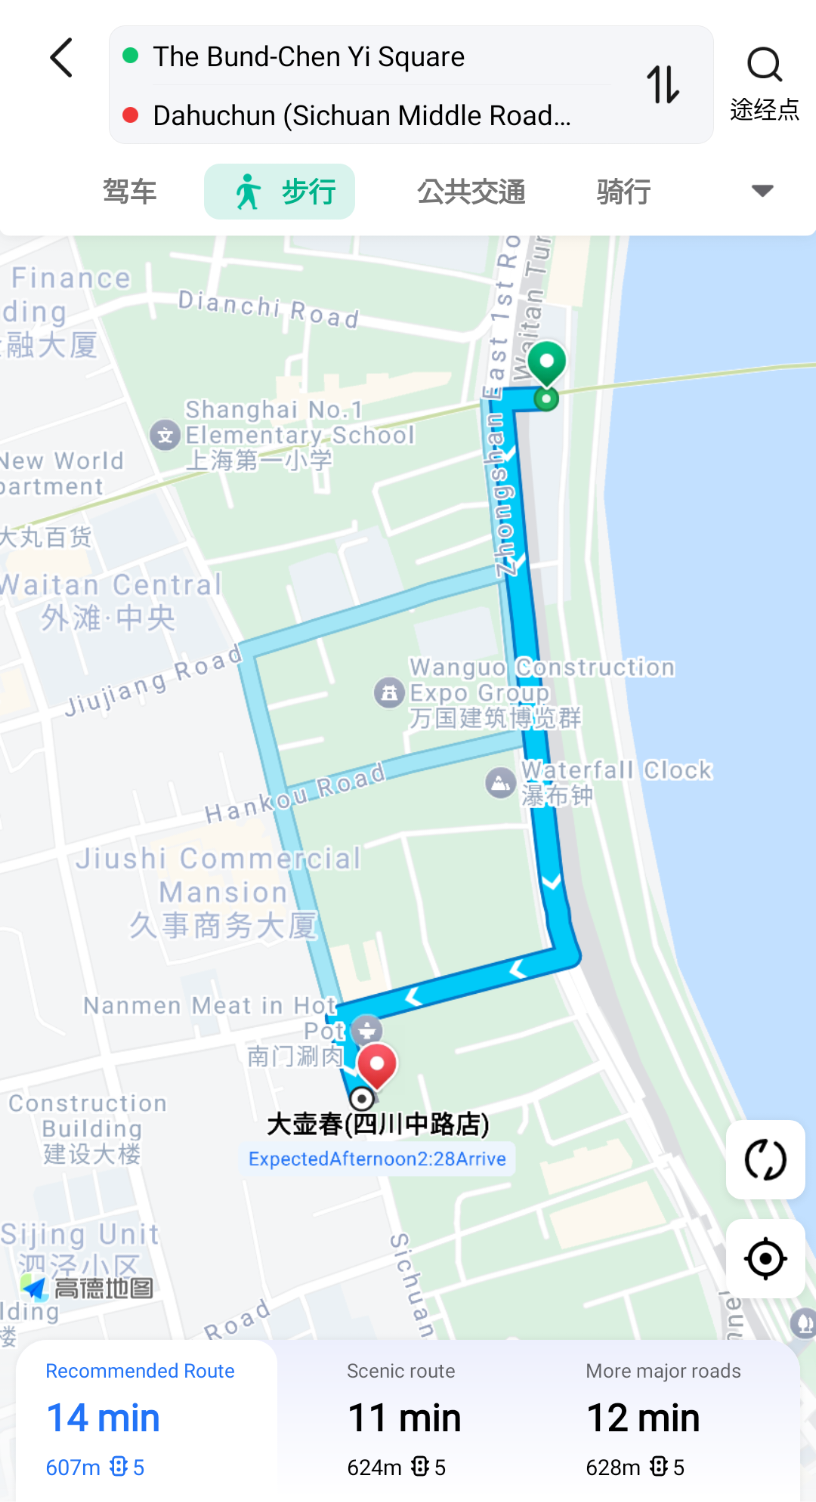 The Bund-Chen Yi Square
Dahuchun (Sichuan Middle Road...
途经点
驾车
步行
公共交通
骑行
Finance
ding
融大厦
Dianchi Road
Zhongshan East 1st Ro
Waitan Tun
Shanghai No.1
Elementary School
上海第一小学
New World
partment
大丸百货
Waitan Central
外滩·中央
Jiujiang Road
Wanguo Construction
Expo Group
万国建筑博览群
Waterfall Clock
瀑布钟
Hankou Road
Jiushi Commercial
Mansion
久事商务大厦
Nanmen Meat in Hot
Pot
南门涮肉
大壶春(四川中路店)
ExpectedAfternoon2:28Arrive
Construction
Building
建设大楼
Sijing Unit
泗泾小区
高德地图
lding
楼
Road
Sichuan
nnel
Recommended Route
14 min
607m 5
Scenic route
11 min
624m 5
More major roads
12 min
628m 5